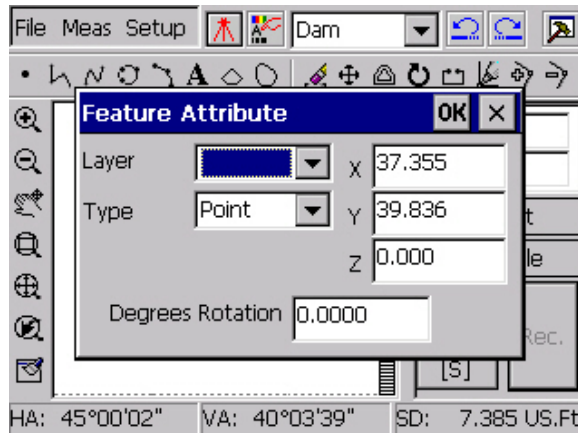 File Meas Setup Dam
A
Feature Attribute OK
Layer X 37.355
Type Point Y 39.836
Z 0.000
Degrees Rotation 0.0000
t
le
Rec.
[S]
HA: 45°00'02" VA: 40°03'39" SD: 7.385 US.Ft